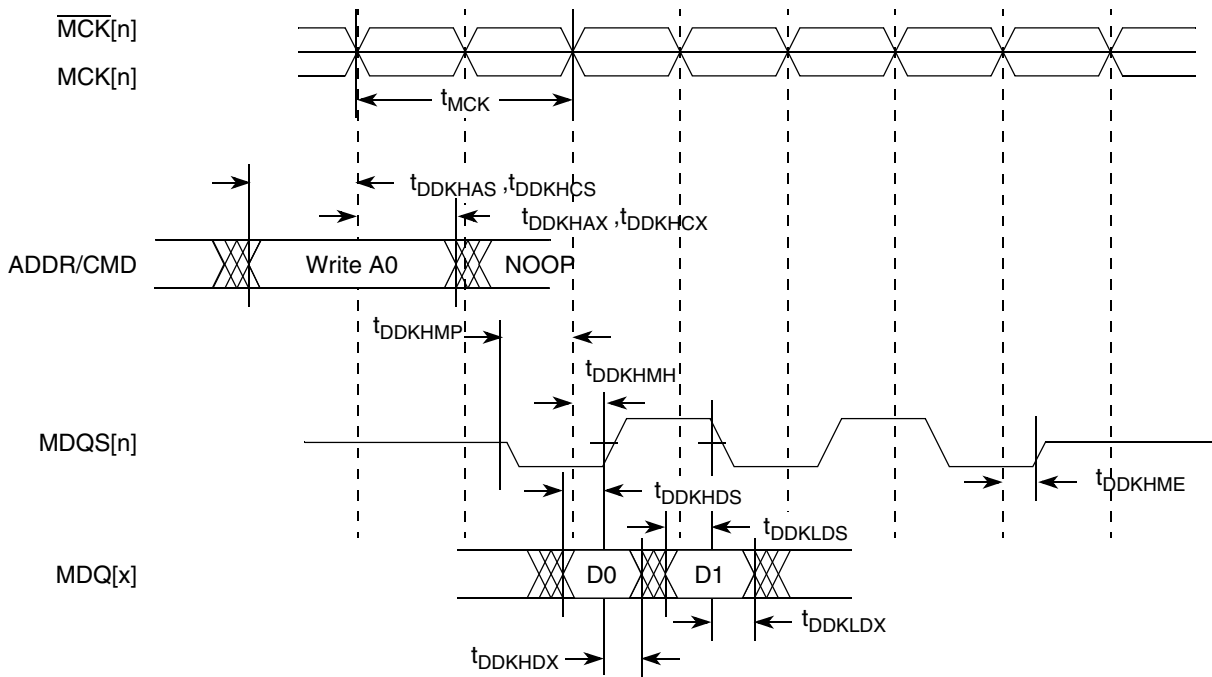 M̅C̅K̅[n]
MCK[n]
tMCK
tDDKHAS ,tDDKHCS
tDDKHAX ,tDDKHCX
ADDR/CMD
Write A0
NOOP
tDDKHMP
tDDKHMH
MDQS[n]
tDDKHME
tDDKHDS
tDDKLDS
MDQ[x]
D0
D1
tDDKLDX
tDDKHDX